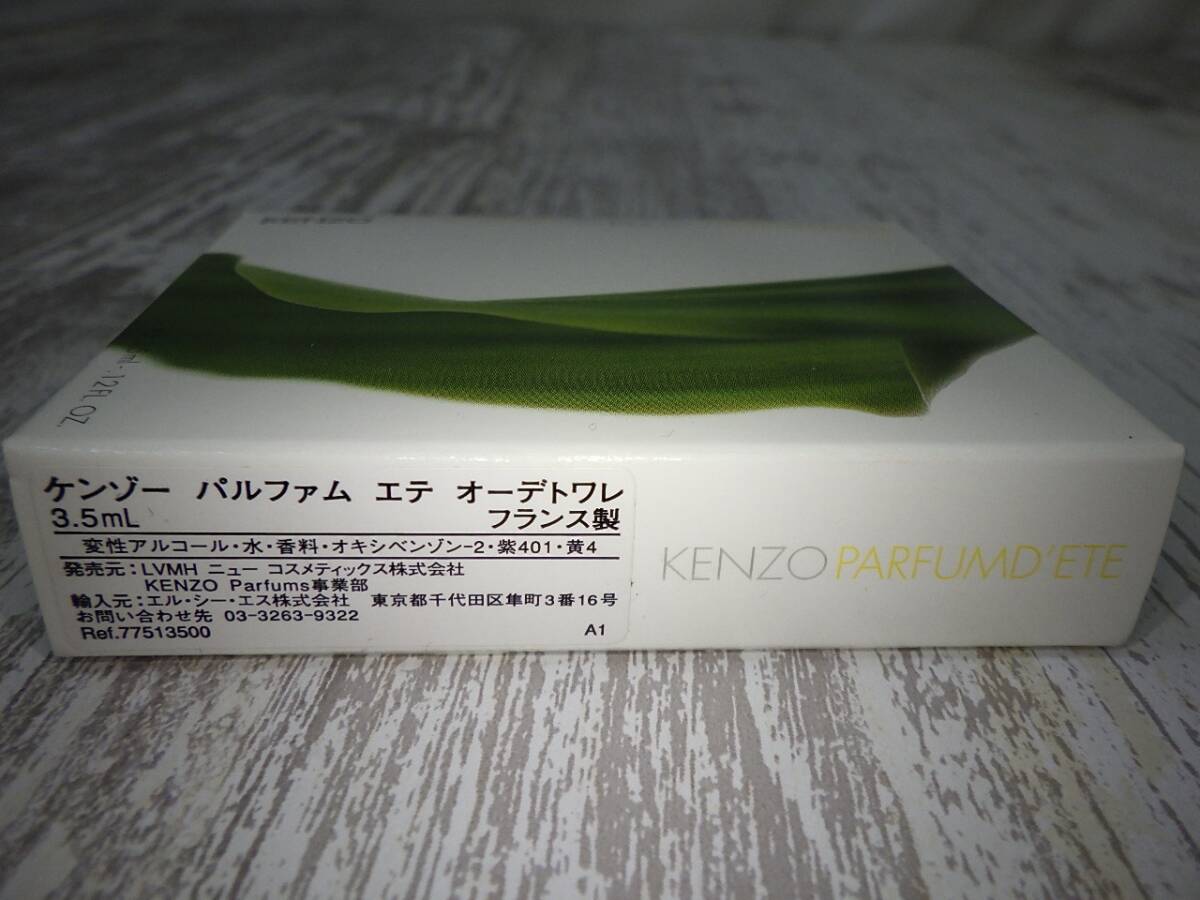 ml - .12 FL. OZ.
ケンゾー パルファム エテ オーデトワレ
3.5mL フランス製
変性アルコール・水・香料・オキシベンゾン-2・紫401・黄4
発売元：LVMH ニュー コスメティックス株式会社
KENZO Parfums事業部
輸入元：エル・シー・エス株式会社 東京都千代田区隼町3番16号
お問い合わせ先 03-3263-9322
Ref.77513500 A1
KENZO PARFUM D'ETE